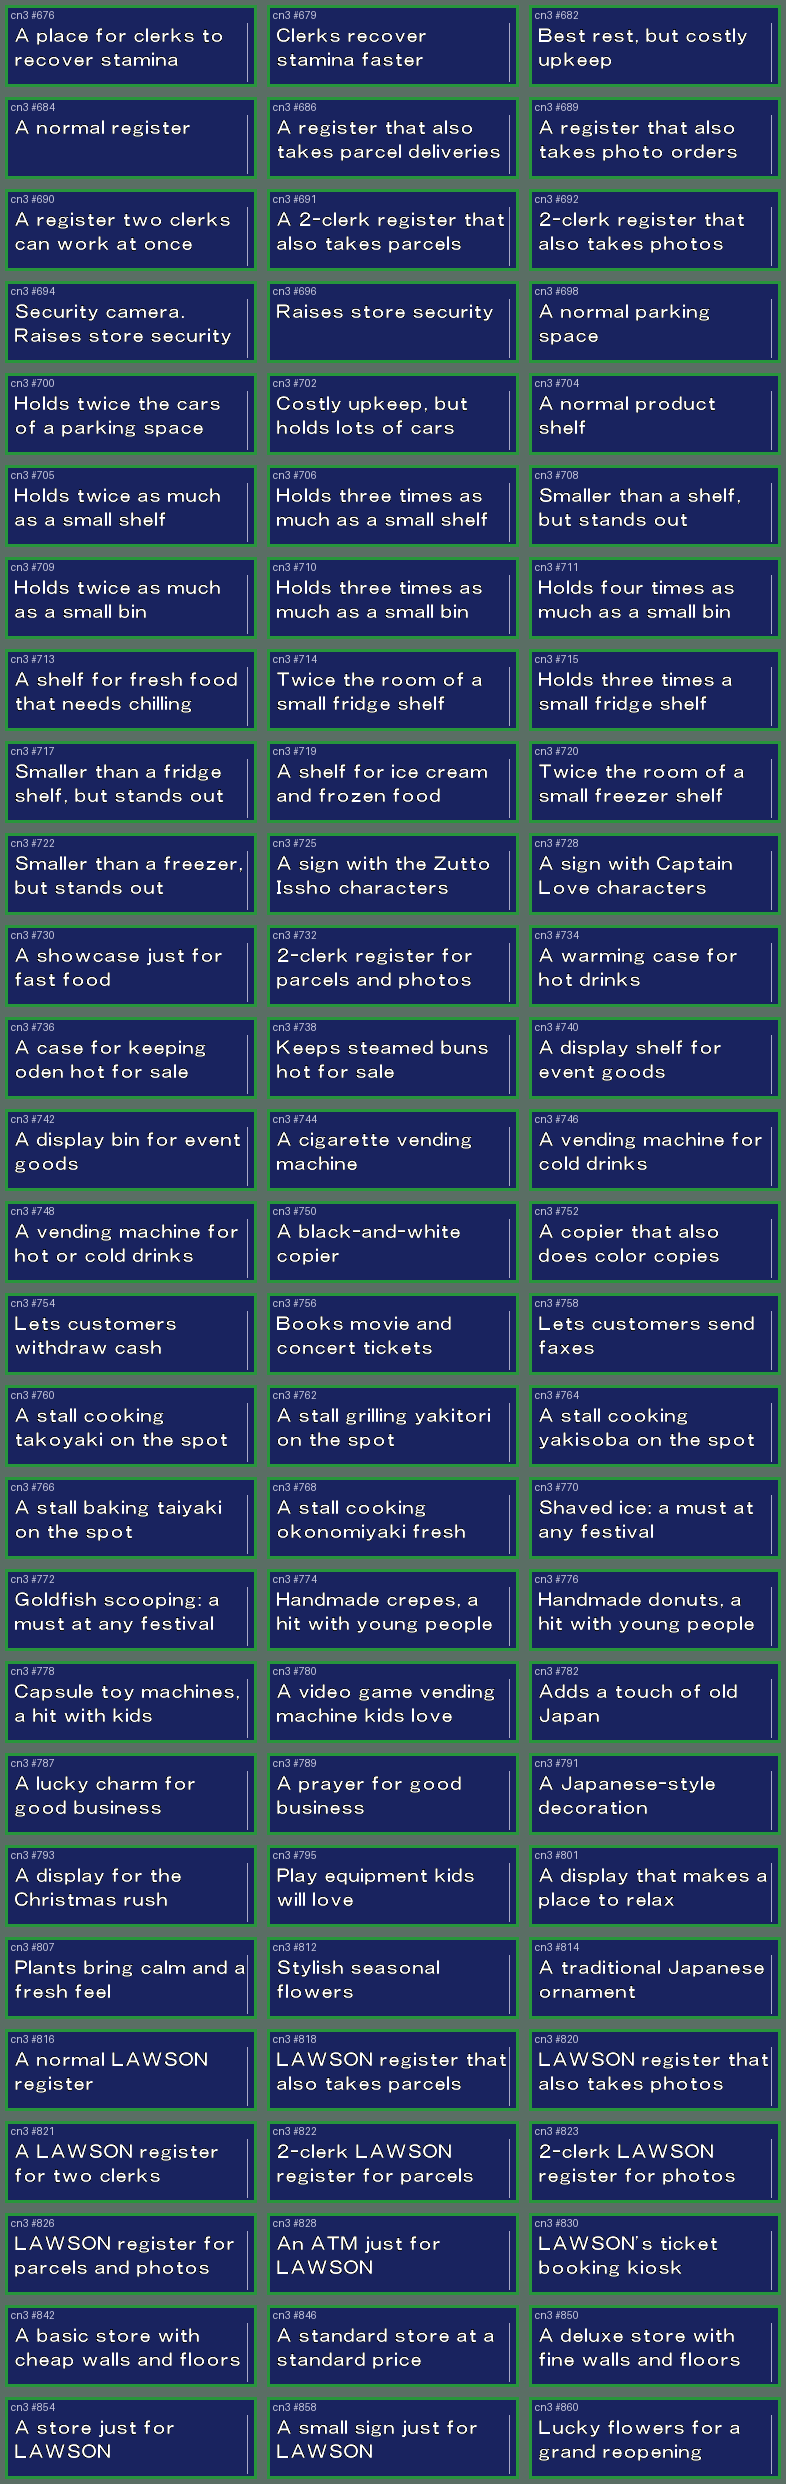 cn3 #676
A place for clerks to
recover stamina
cn3 #679
Clerks recover
stamina faster
cn3 #682
Best rest, but costly
upkeep
cn3 #684
A normal register
cn3 #686
A register that also
takes parcel deliveries
cn3 #689
A register that also
takes photo orders
cn3 #690
A register two clerks
can work at once
cn3 #691
A 2-clerk register that
also takes parcels
cn3 #692
2-clerk register that
also takes photos
cn3 #694
Security camera.
Raises store security
cn3 #696
Raises store security
cn3 #698
A normal parking
space
cn3 #700
Holds twice the cars
of a parking space
cn3 #702
Costly upkeep, but
holds lots of cars
cn3 #704
A normal product
shelf
cn3 #705
Holds twice as much
as a small shelf
cn3 #706
Holds three times as
much as a small shelf
cn3 #708
Smaller than a shelf,
but stands out
cn3 #709
Holds twice as much
as a small bin
cn3 #710
Holds three times as
much as a small bin
cn3 #711
Holds four times as
much as a small bin
cn3 #713
A shelf for fresh food
that needs chilling
cn3 #714
Twice the room of a
small fridge shelf
cn3 #715
Holds three times a
small fridge shelf
cn3 #717
Smaller than a fridge
shelf, but stands out
cn3 #719
A shelf for ice cream
and frozen food
cn3 #720
Twice the room of a
small freezer shelf
cn3 #722
Smaller than a freezer,
but stands out
cn3 #725
A sign with the Zutto
Issho characters
cn3 #728
A sign with Captain
Love characters
cn3 #730
A showcase just for
fast food
cn3 #732
2-clerk register for
parcels and photos
cn3 #734
A warming case for
hot drinks
cn3 #736
A case for keeping
oden hot for sale
cn3 #738
Keeps steamed buns
hot for sale
cn3 #740
A display shelf for
event goods
cn3 #742
A display bin for event
goods
cn3 #744
A cigarette vending
machine
cn3 #746
A vending machine for
cold drinks
cn3 #748
A vending machine for
hot or cold drinks
cn3 #750
A black-and-white
copier
cn3 #752
A copier that also
does color copies
cn3 #754
Lets customers
withdraw cash
cn3 #756
Books movie and
concert tickets
cn3 #758
Lets customers send
faxes
cn3 #760
A stall cooking
takoyaki on the spot
cn3 #762
A stall grilling yakitori
on the spot
cn3 #764
A stall cooking
yakisoba on the spot
cn3 #766
A stall baking taiyaki
on the spot
cn3 #768
A stall cooking
okonomiyaki fresh
cn3 #770
Shaved ice: a must at
any festival
cn3 #772
Goldfish scooping: a
must at any festival
cn3 #774
Handmade crepes, a
hit with young people
cn3 #776
Handmade donuts, a
hit with young people
cn3 #778
Capsule toy machines,
a hit with kids
cn3 #780
A video game vending
machine kids love
cn3 #782
Adds a touch of old
Japan
cn3 #787
A lucky charm for
good business
cn3 #789
A prayer for good
business
cn3 #791
A Japanese-style
decoration
cn3 #793
A display for the
Christmas rush
cn3 #795
Play equipment kids
will love
cn3 #801
A display that makes a
place to relax
cn3 #807
Plants bring calm and a
fresh feel
cn3 #812
Stylish seasonal
flowers
cn3 #814
A traditional Japanese
ornament
cn3 #816
A normal LAWSON
register
cn3 #818
LAWSON register that
also takes parcels
cn3 #820
LAWSON register that
also takes photos
cn3 #821
A LAWSON register
for two clerks
cn3 #822
2-clerk LAWSON
register for parcels
cn3 #823
2-clerk LAWSON
register for photos
cn3 #826
LAWSON register for
parcels and photos
cn3 #828
An ATM just for
LAWSON
cn3 #830
LAWSON's ticket
booking kiosk
cn3 #842
A basic store with
cheap walls and floors
cn3 #846
A standard store at a
standard price
cn3 #850
A deluxe store with
fine walls and floors
cn3 #854
A store just for
LAWSON
cn3 #858
A small sign just for
LAWSON
cn3 #860
Lucky flowers for a
grand reopening